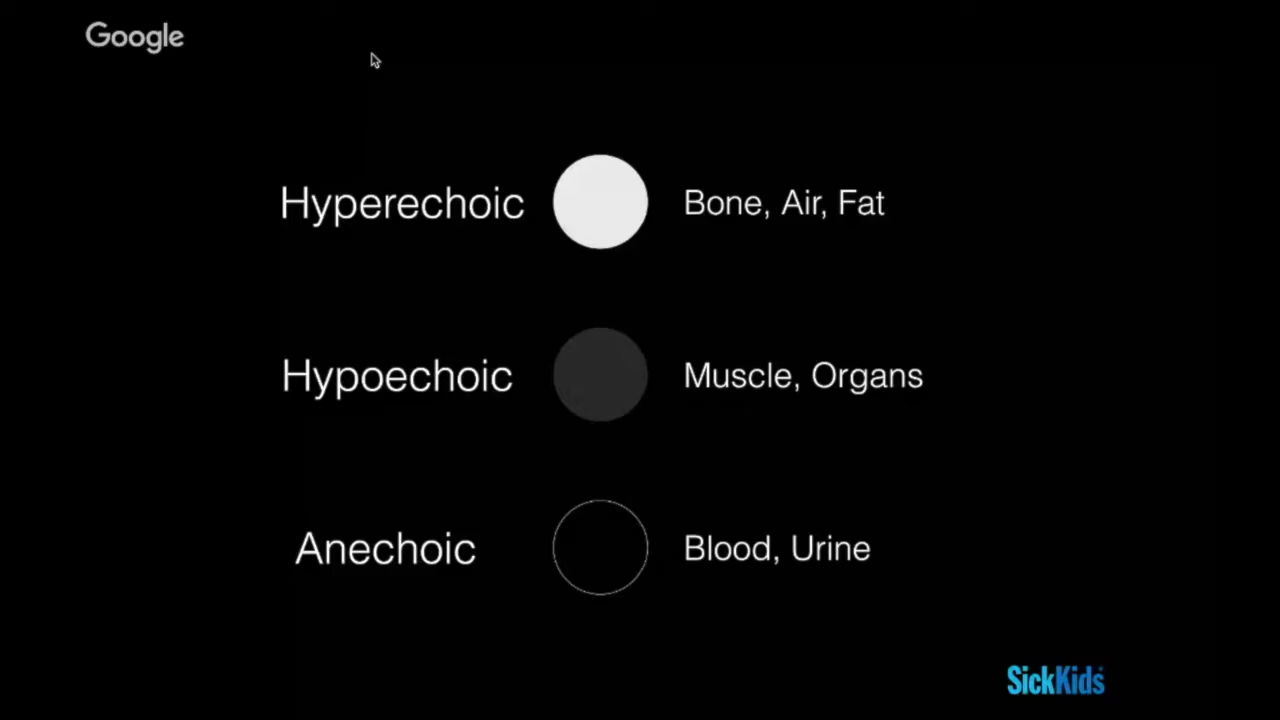 Google
Hyperechoic Bone, Air, Fat
Hypoechoic Muscle, Organs
Anechoic Blood, Urine
SickKids